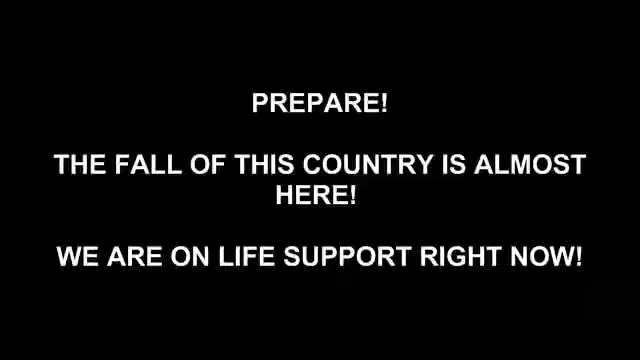 PREPARE!
THE FALL OF THIS COUNTRY IS ALMOST
HERE!
WE ARE ON LIFE SUPPORT RIGHT NOW!